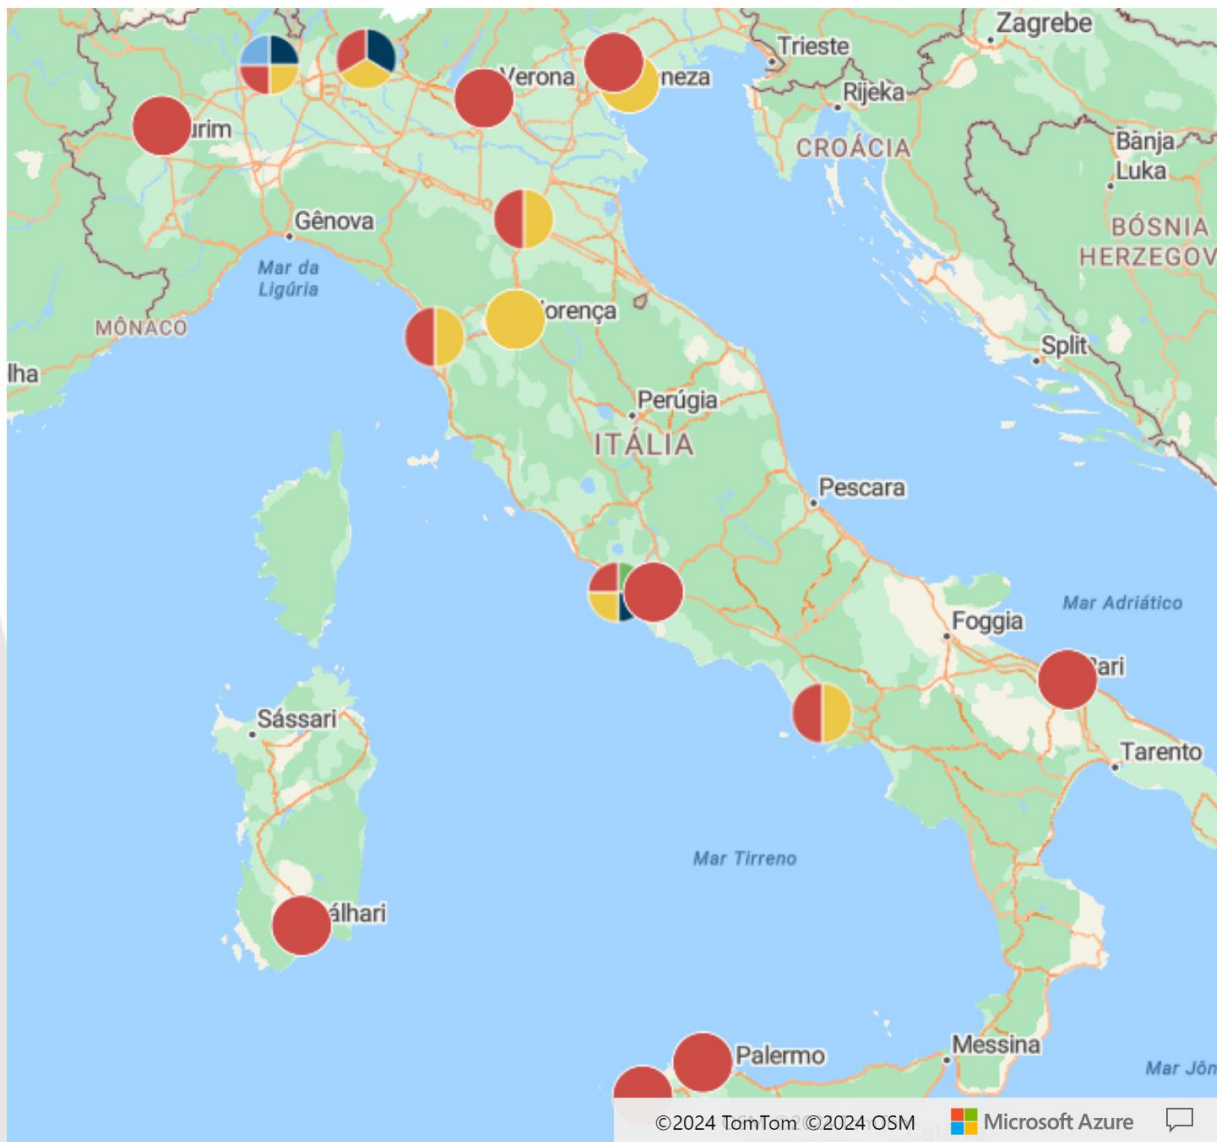 Zagrebe
Trieste
Verona
neza
Rijeka
urim
CROÁCIA
Banja
Luka
Gênova
BÓSNIA
HERZEGOV
Mar da
Ligúria
orença
MÔNACO
Split
lha
Perúgia
ITÁLIA
Pescara
Mar Adriático
Foggia
ari
Sássari
Tarento
Mar Tirreno
álhari
Messina
Palermo
Mar Jôn
©2024 TomTom ©2024 OSM
Microsoft Azure